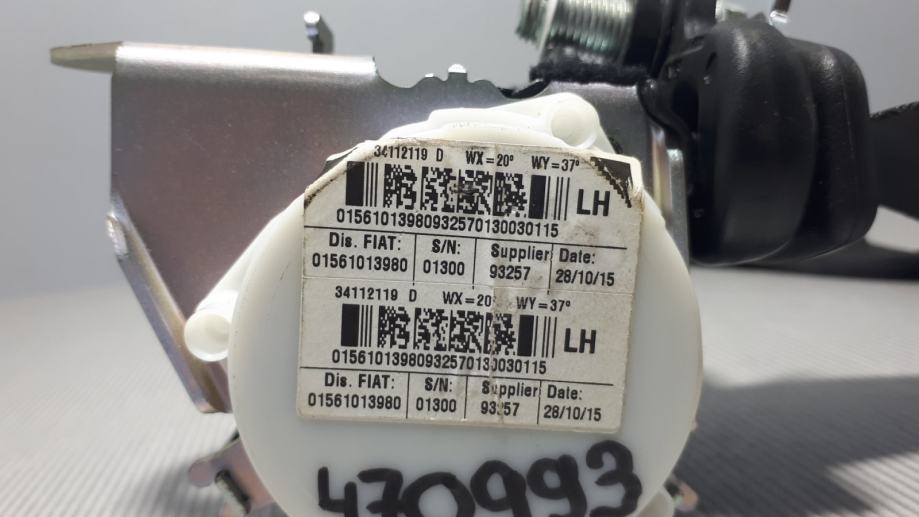 34112119 D WX=20° WY=37°
LH
01561013980932570130030115
Dis. FIAT: S/N: Supplier Date:
01561013980 01300 93257 28/10/15
34112119 D WX=20° WY=37°
LH
01561013980932570130030115
Dis. FIAT: S/N: Supplier Date:
01561013980 01300 93257 28/10/15
470993